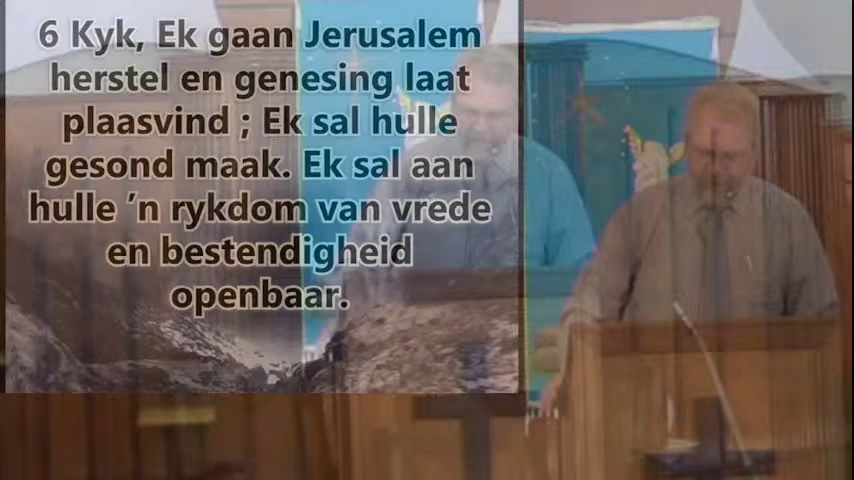 6 Kyk, Ek gaan Jerusalem
herstel en genesing laat
plaasvind ; Ek sal hulle
gesond maak. Ek sal aan
hulle ’n rykdom van vrede
en bestendigheid
openbaar.